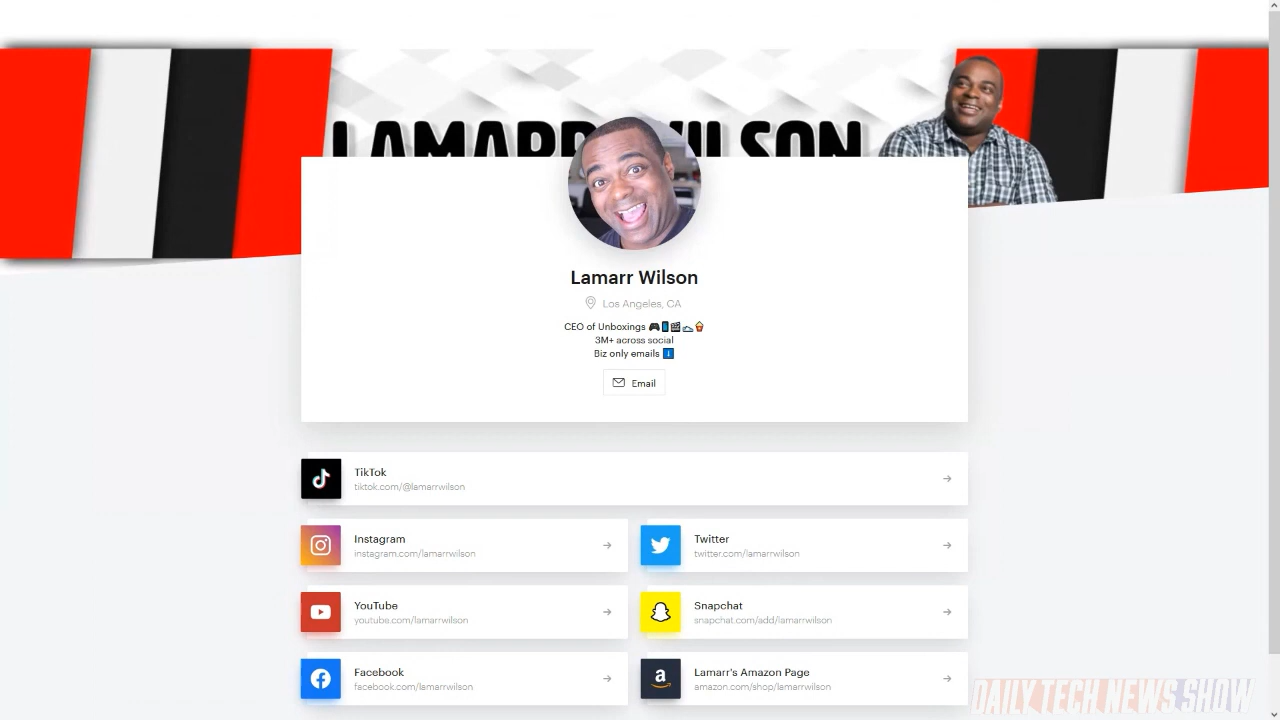 LAMARR WILSON
Lamarr Wilson
Los Angeles, CA
CEO of Unboxings 🎮📱🎬👟🍿
3M+ across social
Biz only emails ⬇️
Email
TikTok
tiktok.com/@lamarrwilson
Instagram
instagram.com/lamarrwilson
Twitter
twitter.com/lamarrwilson
YouTube
youtube.com/lamarrwilson
Snapchat
snapchat.com/add/lamarrwilson
Facebook
facebook.com/lamarrwilson
Lamarr's Amazon Page
amazon.com/shop/lamarrwilson
DAILY TECH NEWS SHOW